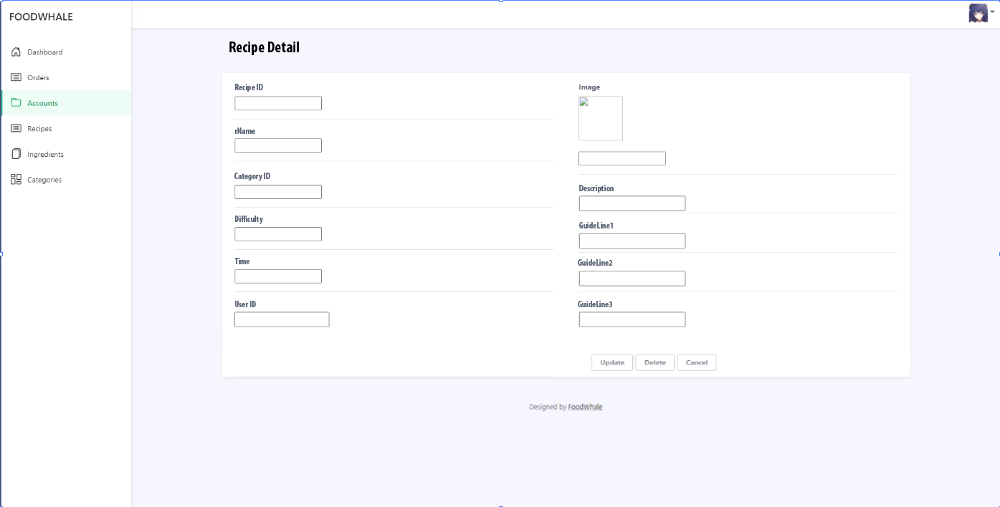 FOODWHALE
Dashboard
Orders
Accounts
Recipes
Ingredients
Categories
Recipe Detail
Recipe ID
rName
Category ID
Difficulty
Time
User ID
Image
Description
GuideLine1
GuideLine2
GuideLine3
Update Delete Cancel
Designed by FoodWhale